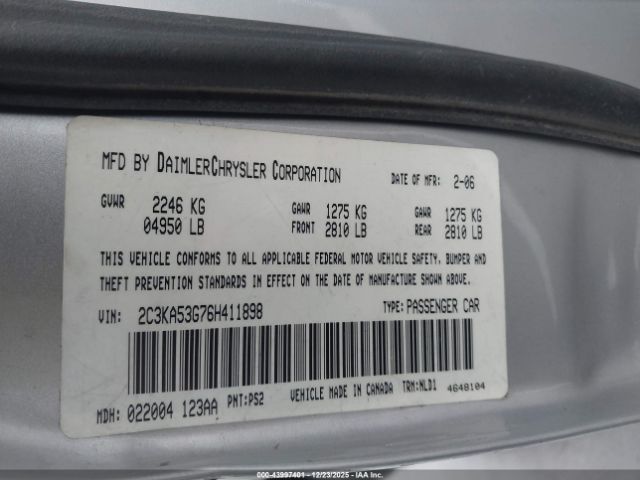 MFD BY DAIMLERCHRYSLER CORPORATION DATE OF MFR: 2-06
GVWR 2246 KG GAWR 1275 KG GAWR 1275 KG
04950 LB FRONT 2810 LB REAR 2810 LB
THIS VEHICLE CONFORMS TO ALL APPLICABLE FEDERAL MOTOR VEHICLE SAFETY, BUMPER AND
THEFT PREVENTION STANDARDS IN EFFECT ON THE DATE OF MANUFACTURE SHOWN ABOVE.
VIN: 2C3KA53G76H411898 TYPE: PASSENGER CAR
MDH: 022004 123AA PNT:PS2 VEHICLE MADE IN CANADA TRM:NLD1 4648104
000-43997401 - 12/23/2025 - COPYRIGHT IAA, LLC